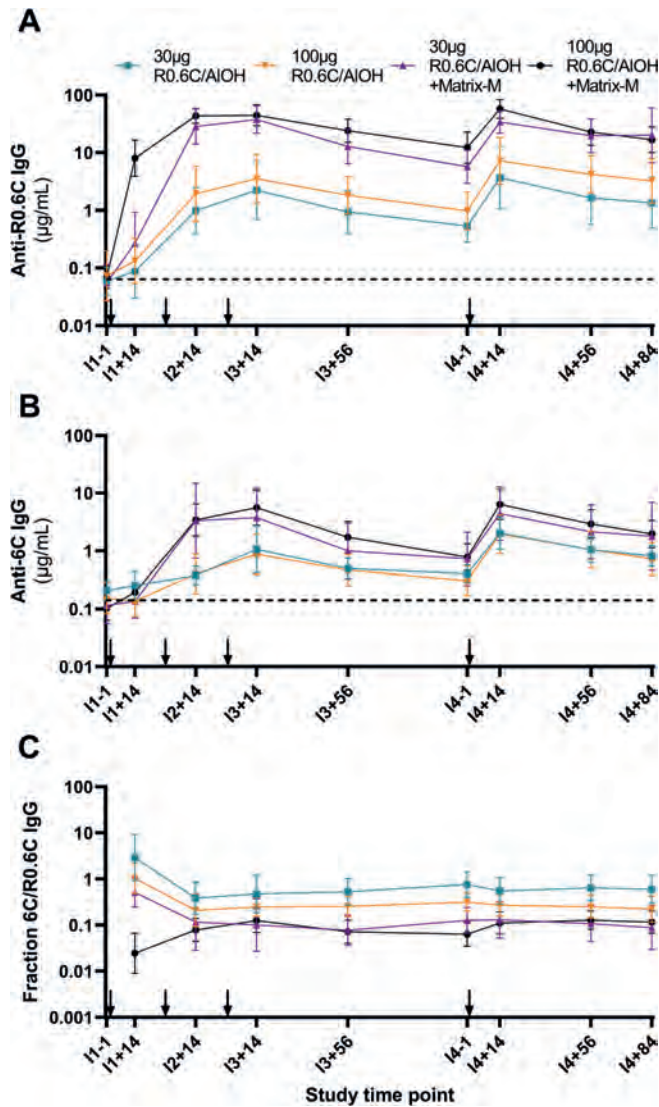 A
30µg
R0.6C/AlOH
100µg
R0.6C/AlOH
30µg
R0.6C/AlOH
+Matrix-M
100µg
R0.6C/AlOH
+Matrix-M
Anti-R0.6C IgG
(µg/mL)
100
10
1
0.1
0.01
I1-1
I1+14
I2+14
I3+14
I3+56
I4-1
I4+14
I4+56
I4+84
B
Anti-6C IgG
(µg/mL)
100
10
1
0.1
0.01
I1-1
I1+14
I2+14
I3+14
I3+56
I4-1
I4+14
I4+56
I4+84
C
Fraction 6C/R0.6C IgG
100
10
1
0.1
0.01
0.001
I1-1
I1+14
I2+14
I3+14
I3+56
I4-1
I4+14
I4+56
I4+84
Study time point